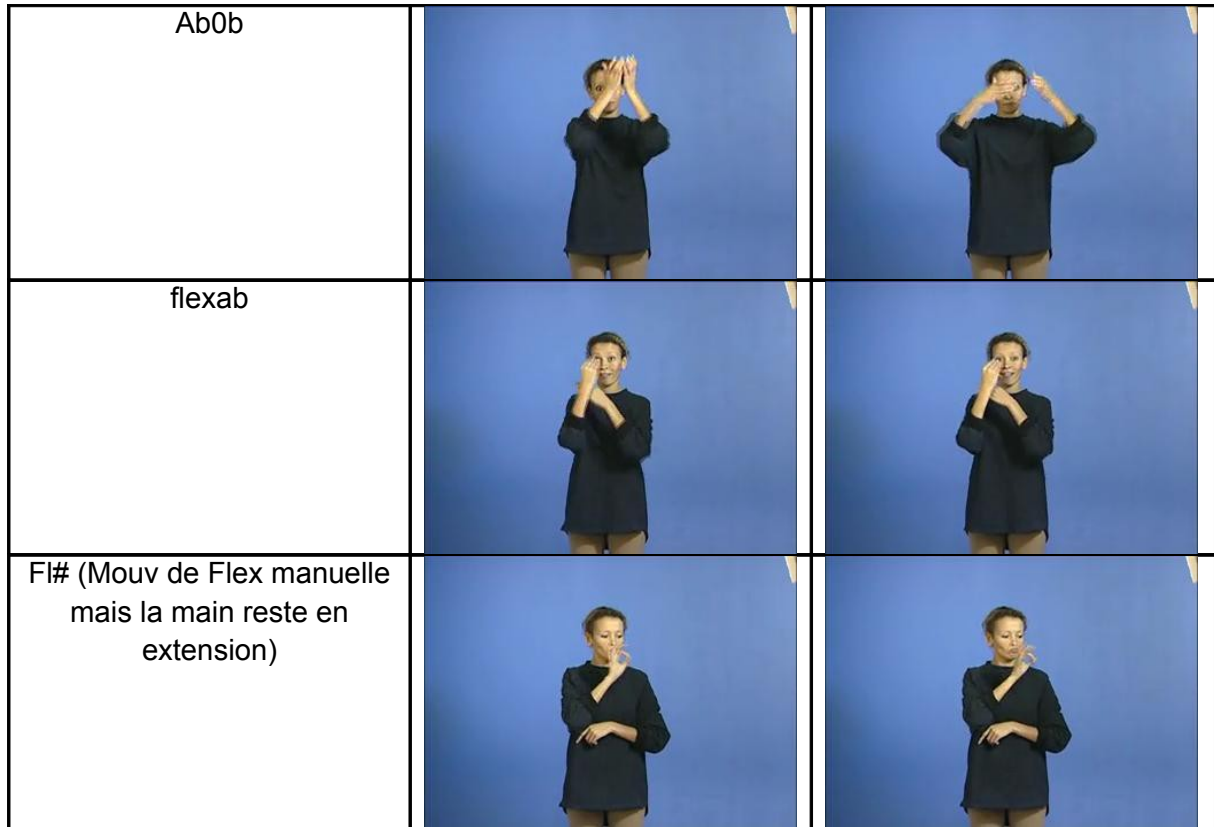 Ab0b
flexab
Fl# (Mouv de Flex manuelle
mais la main reste en
extension)